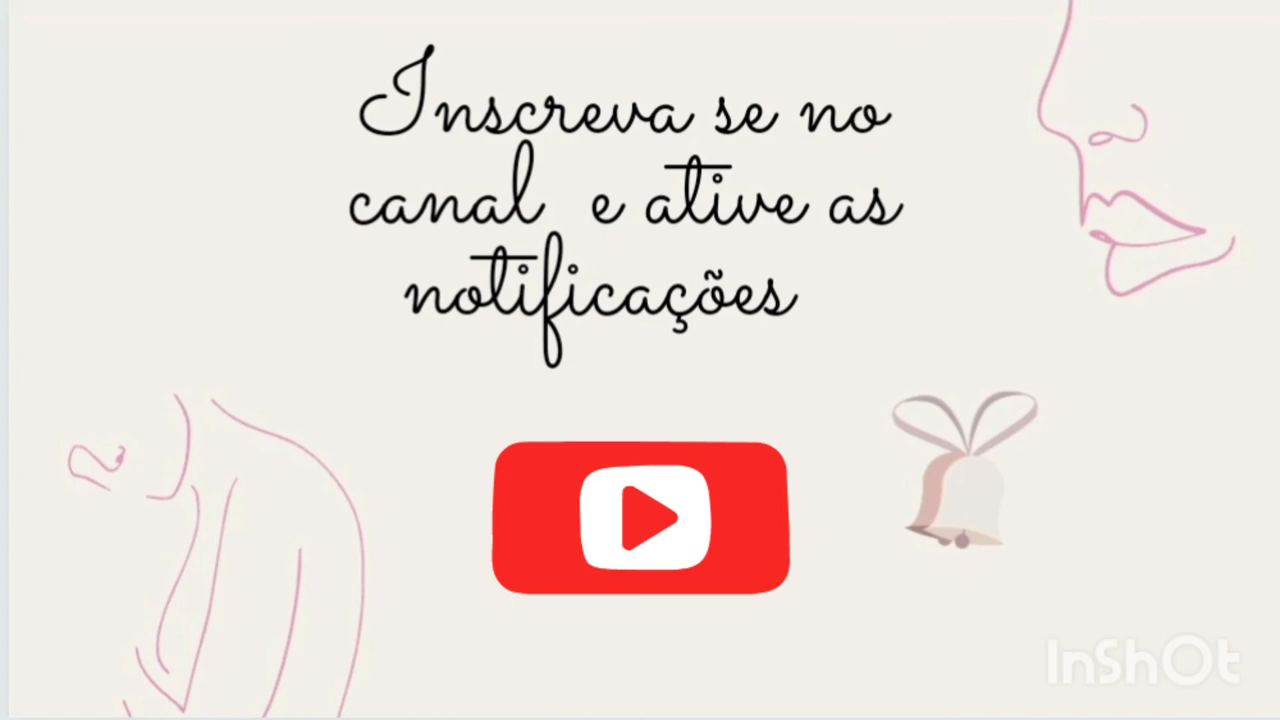 Inscreva se no
canal e ative as
notificações
InShOt